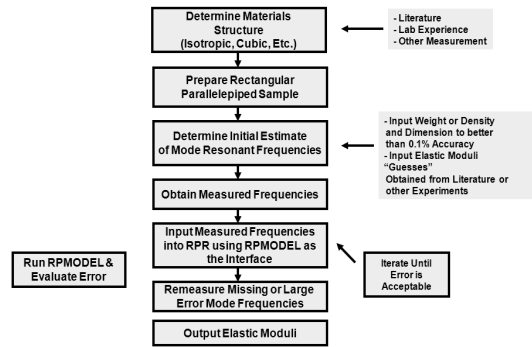 Determine Materials
Structure
(Isotropic, Cubic, Etc.)
- Literature
- Lab Experience
- Other Measurement
Prepare Rectangular
Parallelepiped Sample
Determine Initial Estimate
of Mode Resonant Frequencies
- Input Weight or Density
and Dimension to better
than 0.1% Accuracy
- Input Elastic Moduli
“Guesses”
Obtained from Literature or
other Experiments
Obtain Measured Frequencies
Input Measured Frequencies
into RPR using RPMODEL as
the Interface
Run RPMODEL &
Evaluate Error
Iterate Until
Error is
Acceptable
Remeasure Missing or Large
Error Mode Frequencies
Output Elastic Moduli